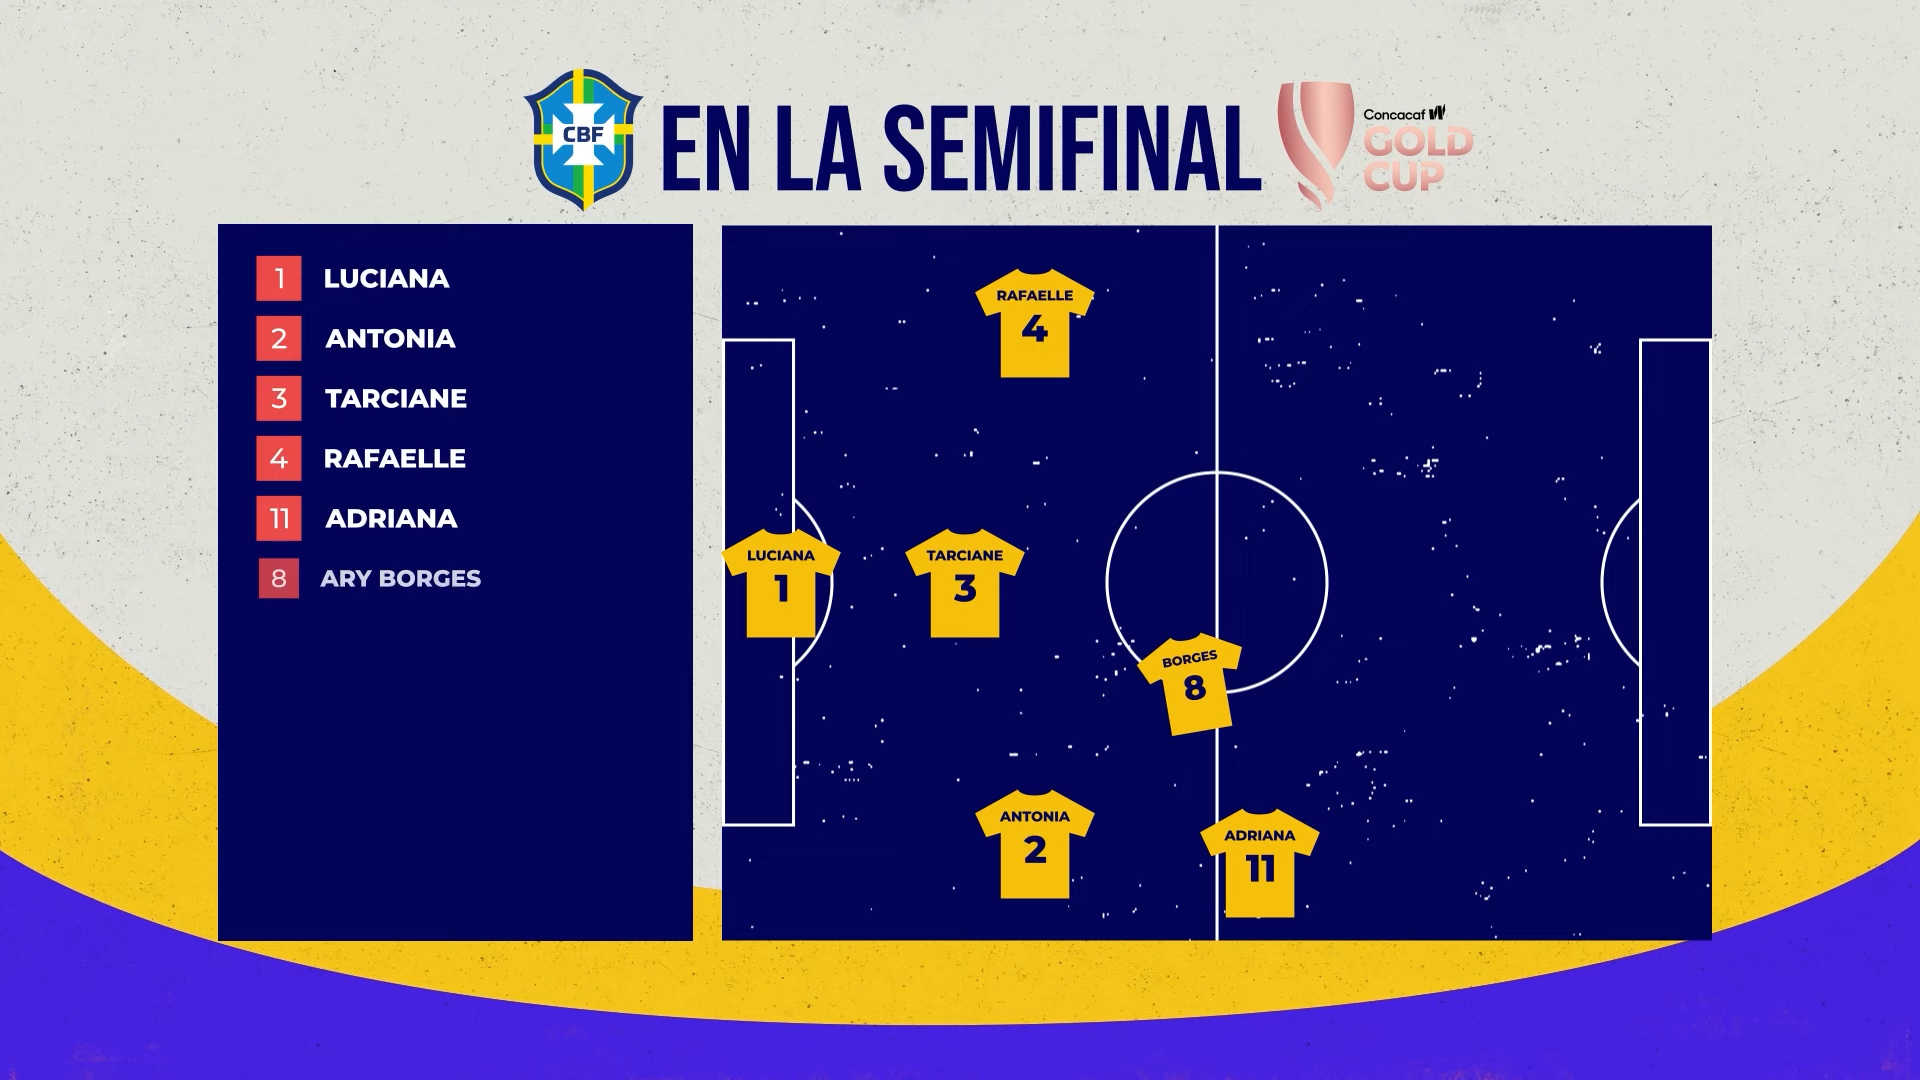 CBF
EN LA SEMIFINAL
Concacaf W
GOLD
CUP
1 LUCIANA
2 ANTONIA
3 TARCIANE
4 RAFAELLE
11 ADRIANA
8 ARY BORGES
RAFAELLE
4
LUCIANA
1
TARCIANE
3
BORGES
8
ANTONIA
2
ADRIANA
11